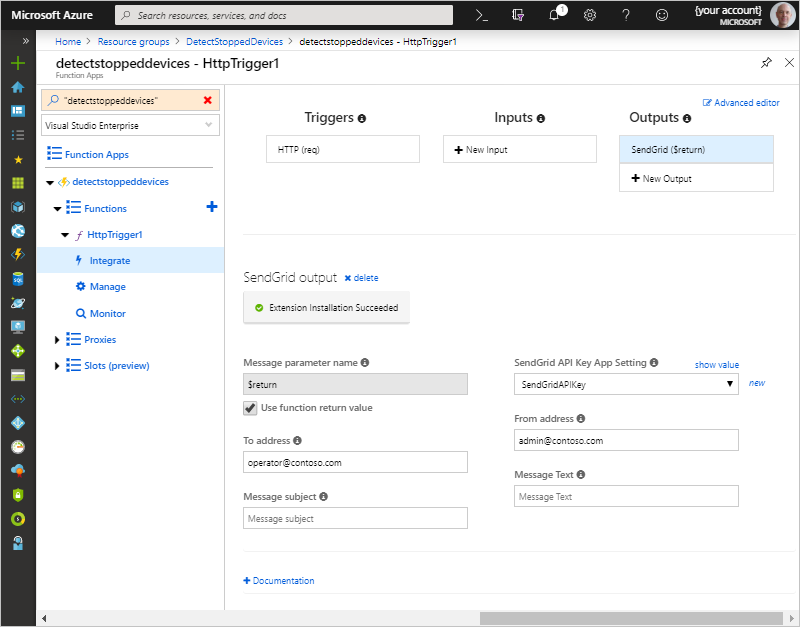 Microsoft Azure
Search resources, services, and docs
1
{your account}
MICROSOFT
Home > Resource groups > DetectStoppedDevices > detectstoppeddevices - HttpTrigger1
detectstoppeddevices - HttpTrigger1
Function Apps
"detectstoppeddevices"
Visual Studio Enterprise
Function Apps
detectstoppeddevices
Functions
HttpTrigger1
Integrate
Manage
Monitor
Proxies
Slots (preview)
Advanced editor
Triggers
Inputs
Outputs
HTTP (req)
New Input
SendGrid ($return)
New Output
SendGrid output
delete
Extension Installation Succeeded
Message parameter name
$return
Use function return value
To address
operator@contoso.com
Message subject
Message subject
SendGrid API Key App Setting
show value
SendGridAPIKey
new
From address
admin@contoso.com
Message Text
Message Text
Documentation
SQL